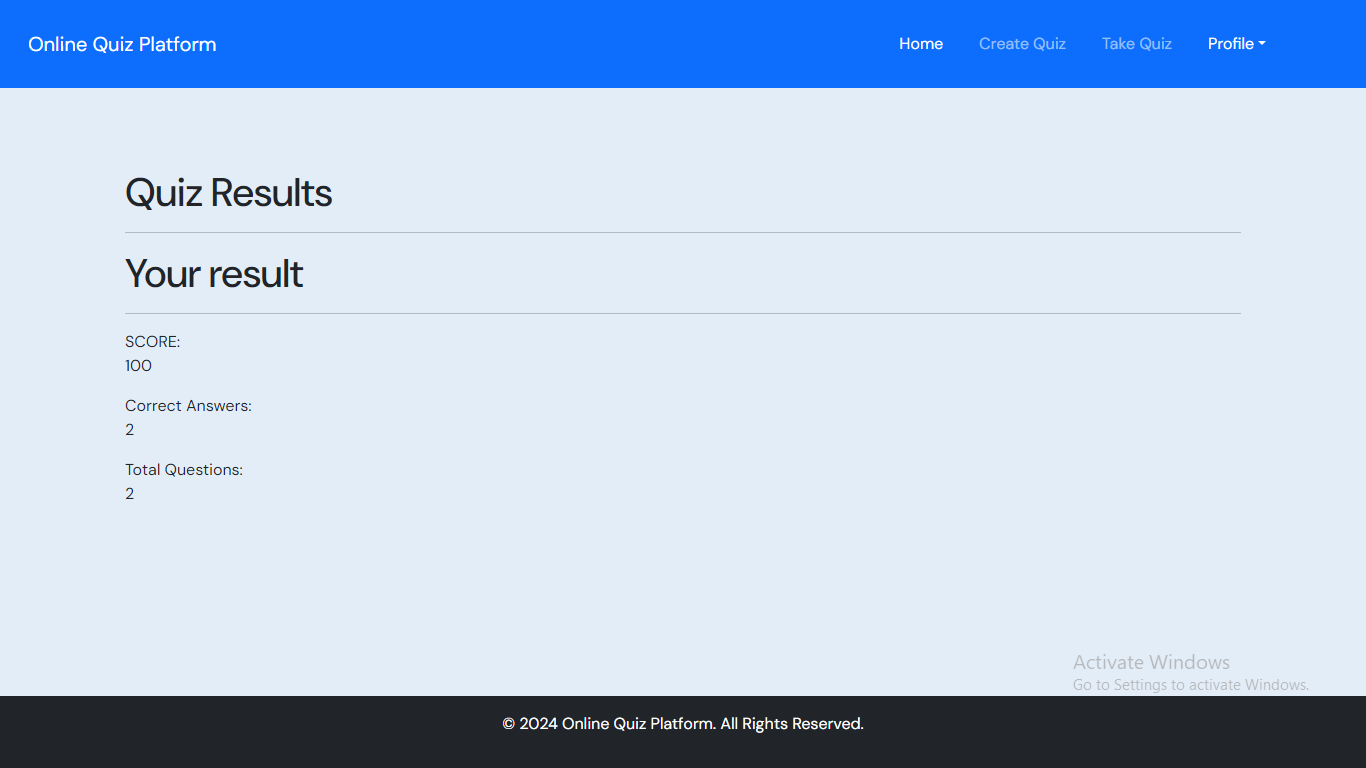 Online Quiz Platform
Home Create Quiz Take Quiz Profile
Quiz Results
Your result
SCORE:
100
Correct Answers:
2
Total Questions:
2
Activate Windows
Go to Settings to activate Windows.
© 2024 Online Quiz Platform. All Rights Reserved.